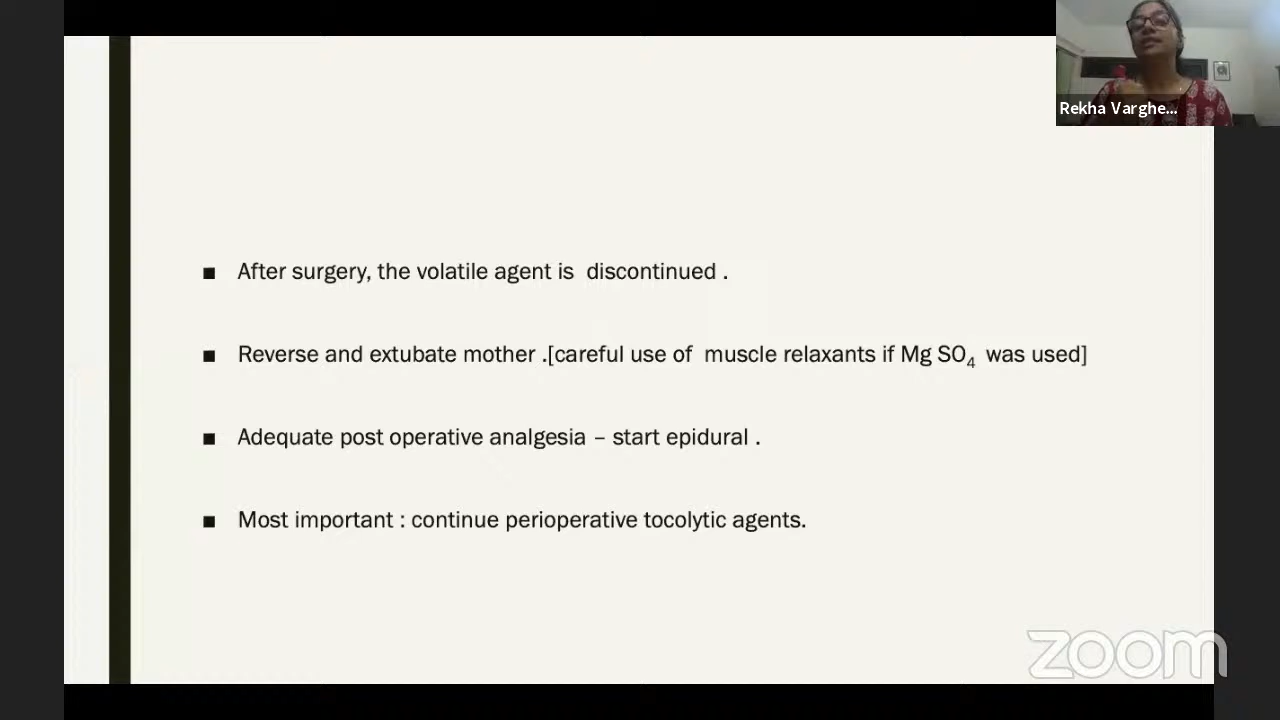 Rekha Varghe...
■ After surgery, the volatile agent is discontinued .
■ Reverse and extubate mother .[careful use of muscle relaxants if Mg SO₄ was used]
■ Adequate post operative analgesia – start epidural .
■ Most important : continue perioperative tocolytic agents.
zoom